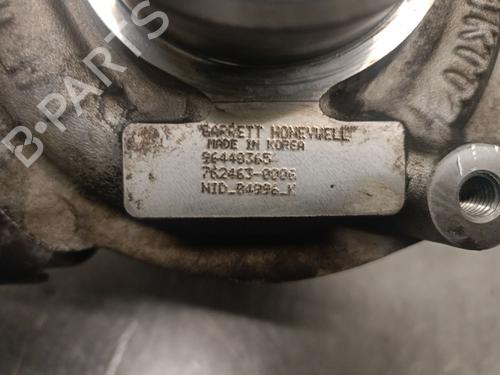 B-PARTS
GARRETT HONEYWELL
MADE IN KOREA
96440365
762463-0006
NID_04996_K